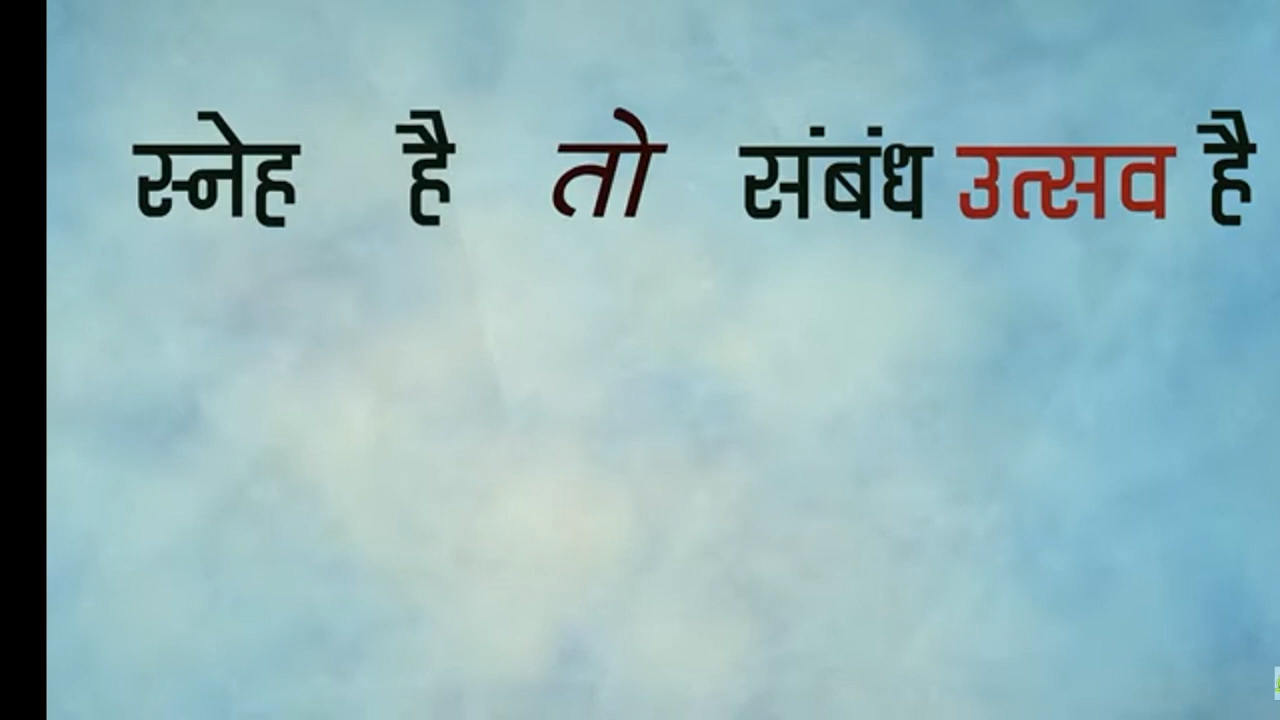 स्नेह है तो संबंध उत्सव है